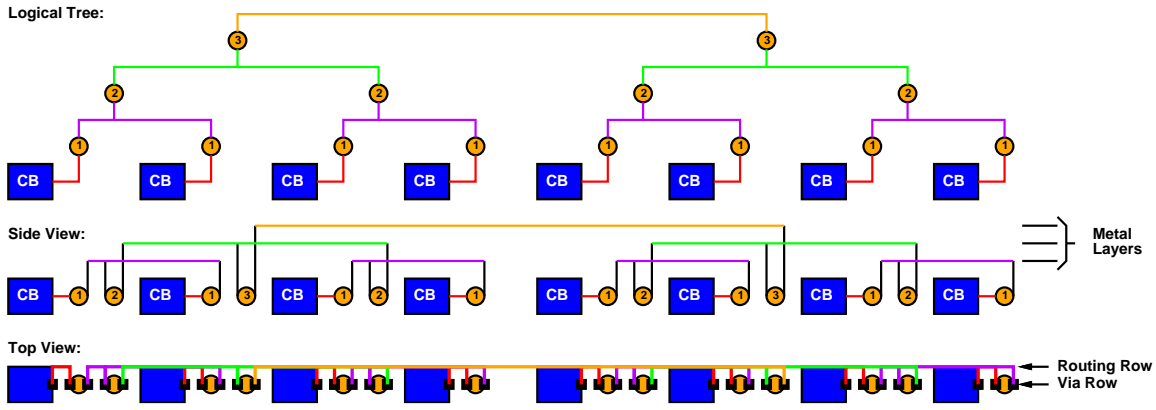 Logical Tree:
3 3
2 2 2 2
1 1 1 1 1 1 1 1
CB CB CB CB CB CB CB CB
Side View:
Metal
Layers
CB 1 2 CB 1 3 CB 1 2 CB 1 CB 1 2 CB 1 3 CB 1 2 CB 1
Top View:
Routing Row
Via Row